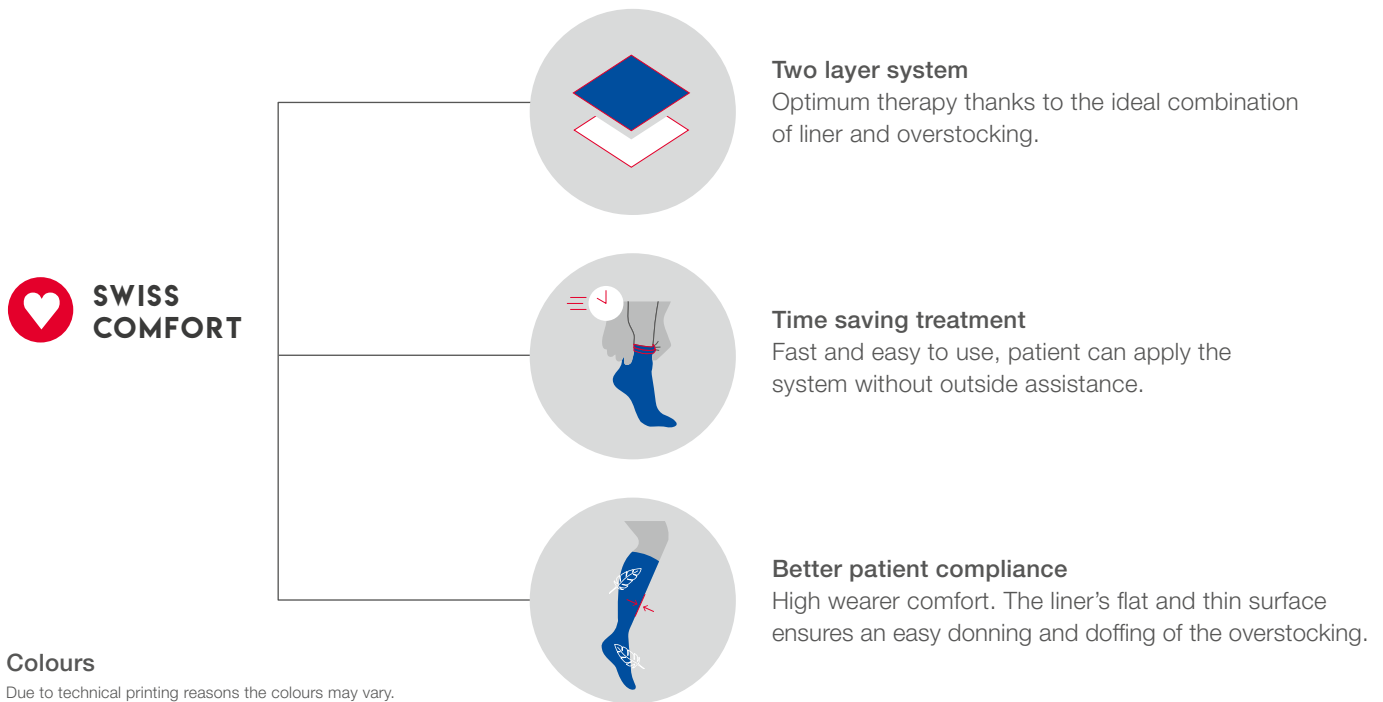 SWISS
COMFORT
Two layer system
Optimum therapy thanks to the ideal combination
of liner and overstocking.
Time saving treatment
Fast and easy to use, patient can apply the
system without outside assistance.
Better patient compliance
High wearer comfort. The liner’s flat and thin surface
ensures an easy donning and doffing of the overstocking.
Colours
Due to technical printing reasons the colours may vary.